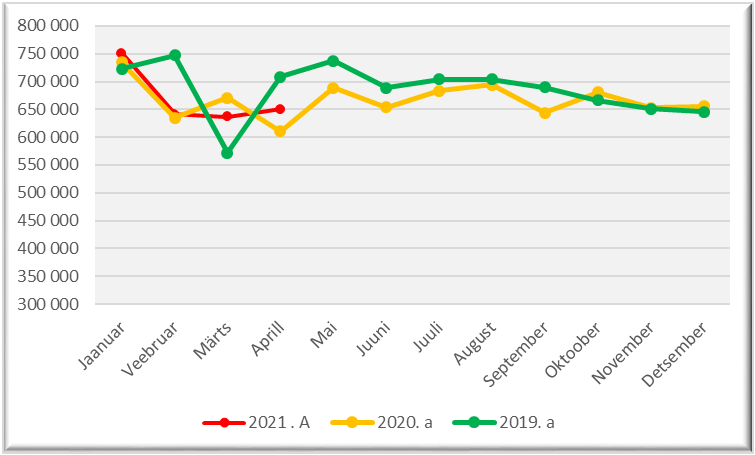 800 000
750 000
700 000
650 000
600 000
550 000
500 000
450 000
400 000
350 000
300 000
Jaanuar
Veebruar
Märts
Aprill
Mai
Juuni
Juuli
August
September
Oktoober
November
Detsember
2021 . A 2020. a 2019. a